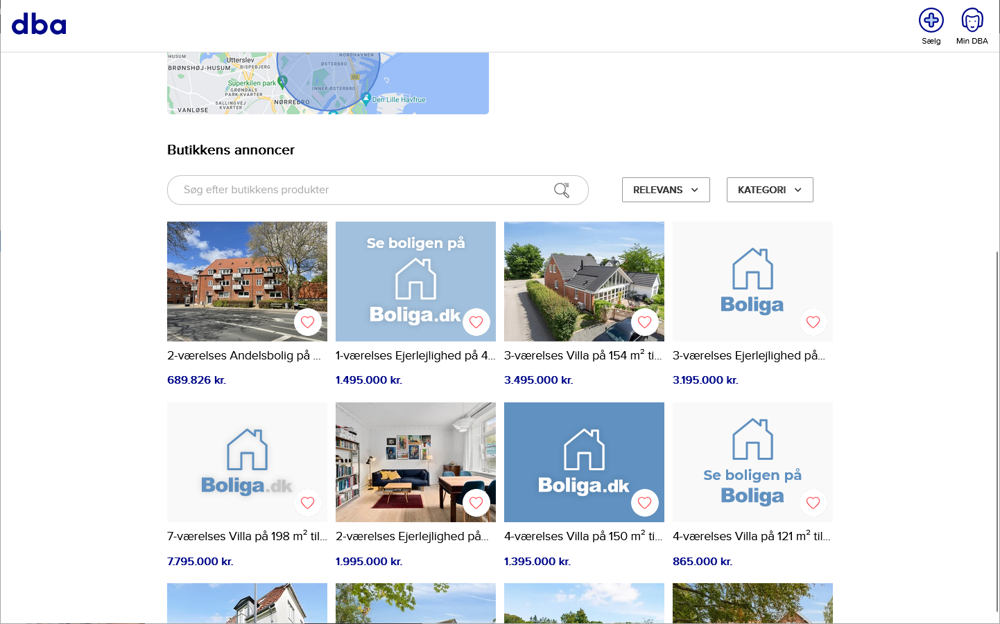 dba
Sælg
Min DBA
HUSUM
Utterslev
BRØNSHØJ-HUSUM
BISPEBJERG
NORDHAVNEN
ØSTERBRO
02
Superkilen park
GRØNDALS
PARK KVARTER
INNER ØSTERBRO
SALLINGVEJ
KVARTER
NØRREBRO
Den Lille Havfrue
VANLØSE
Butikkens annoncer
Søg efter butikkens produkter
RELEVANS
KATEGORI
Se boligen på
Boliga.dk
Boliga
2-værelses Andelsbolig på ...
1-værelses Ejerlejlighed på 4...
3-værelses Villa på 154 m² ti...
3-værelses Ejerlejlighed på...
689.826 kr.
1.495.000 kr.
3.495.000 kr.
3.195.000 kr.
Boliga.dk
Boliga.dk
Se boligen på
Boliga
7-værelses Villa på 198 m² til...
2-værelses Ejerlejlighed på...
4-værelses Villa på 150 m² ti...
4-værelses Villa på 121 m² til...
7.795.000 kr.
1.995.000 kr.
1.395.000 kr.
865.000 kr.